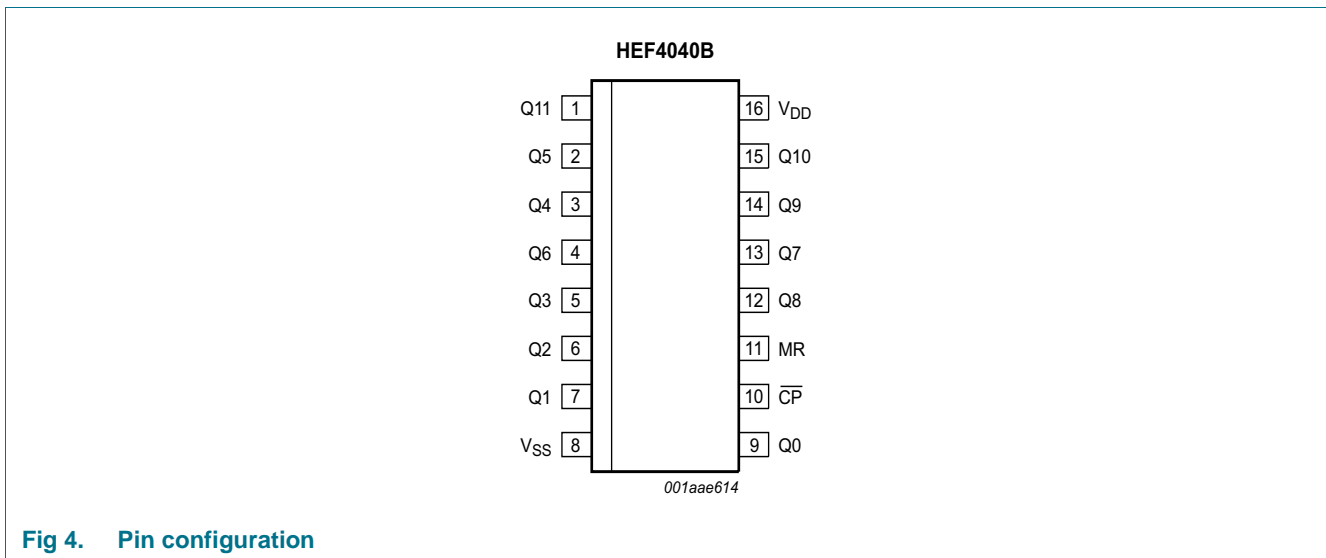 HEF4040B
Q11 1 16 VDD
Q5 2 15 Q10
Q4 3 14 Q9
Q6 4 13 Q7
Q3 5 12 Q8
Q2 6 11 MR
Q1 7 10 C̅P̅
VSS 8 9 Q0
001aae614
Fig 4. Pin configuration